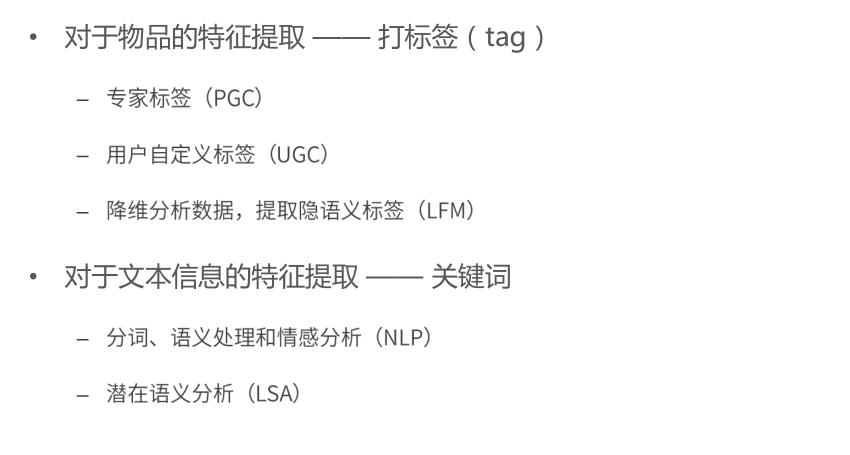 • 对于物品的特征提取 —— 打标签（tag）
– 专家标签（PGC）
– 用户自定义标签（UGC）
– 降维分析数据，提取隐语义标签（LFM）
• 对于文本信息的特征提取 —— 关键词
– 分词、语义处理和情感分析（NLP）
– 潜在语义分析（LSA）